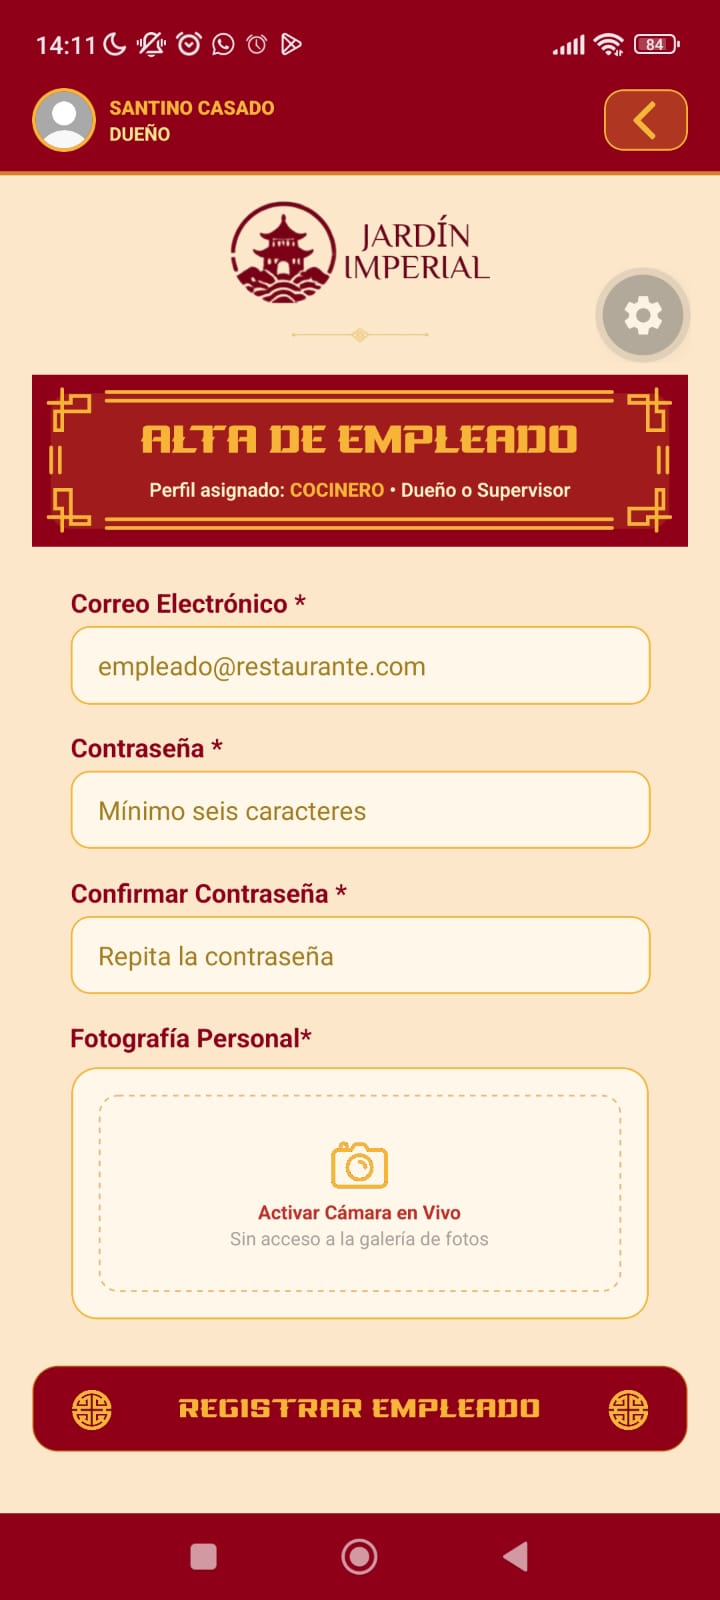 14:11
84
SANTINO CASADO
DUEÑO
JARDÍN
IMPERIAL
ALTA DE EMPLEADO
Perfil asignado: COCINERO • Dueño o Supervisor
Correo Electrónico *
empleado@restaurante.com
Contraseña *
Mínimo seis caracteres
Confirmar Contraseña *
Repita la contraseña
Fotografía Personal*
Activar Cámara en Vivo
Sin acceso a la galería de fotos
REGISTRAR EMPLEADO